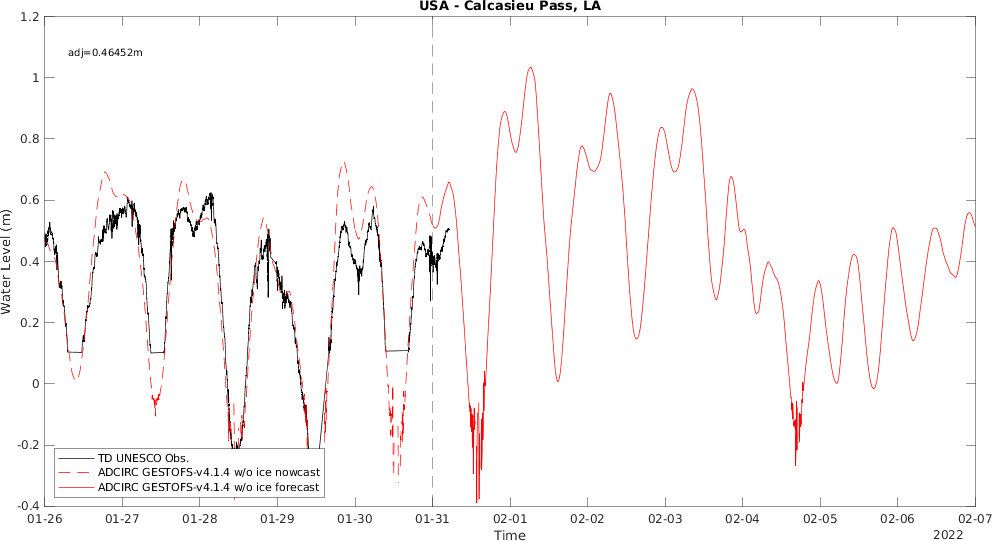 USA - Calcasieu Pass, LA
adj=0.46452m
1.2
1
0.8
0.6
0.4
0.2
0
-0.2
-0.4
Water Level (m)
TD UNESCO Obs.
ADCIRC GESTOFS-v4.1.4 w/o ice nowcast
ADCIRC GESTOFS-v4.1.4 w/o ice forecast
01-26 01-27 01-28 01-29 01-30 01-31 02-01 02-02 02-03 02-04 02-05 02-06 02-07
Time
2022